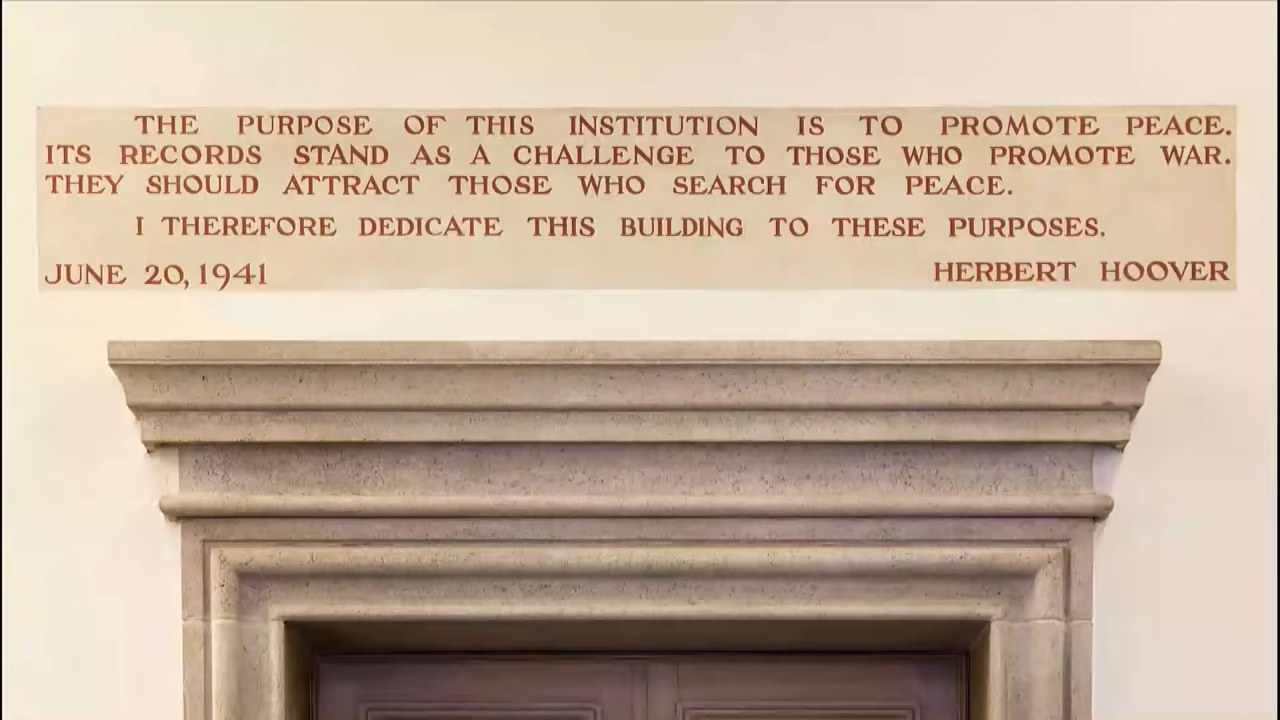 THE PURPOSE OF THIS INSTITUTION IS TO PROMOTE PEACE.
ITS RECORDS STAND AS A CHALLENGE TO THOSE WHO PROMOTE WAR.
THEY SHOULD ATTRACT THOSE WHO SEARCH FOR PEACE.
I THEREFORE DEDICATE THIS BUILDING TO THESE PURPOSES.
JUNE 20, 1941 HERBERT HOOVER